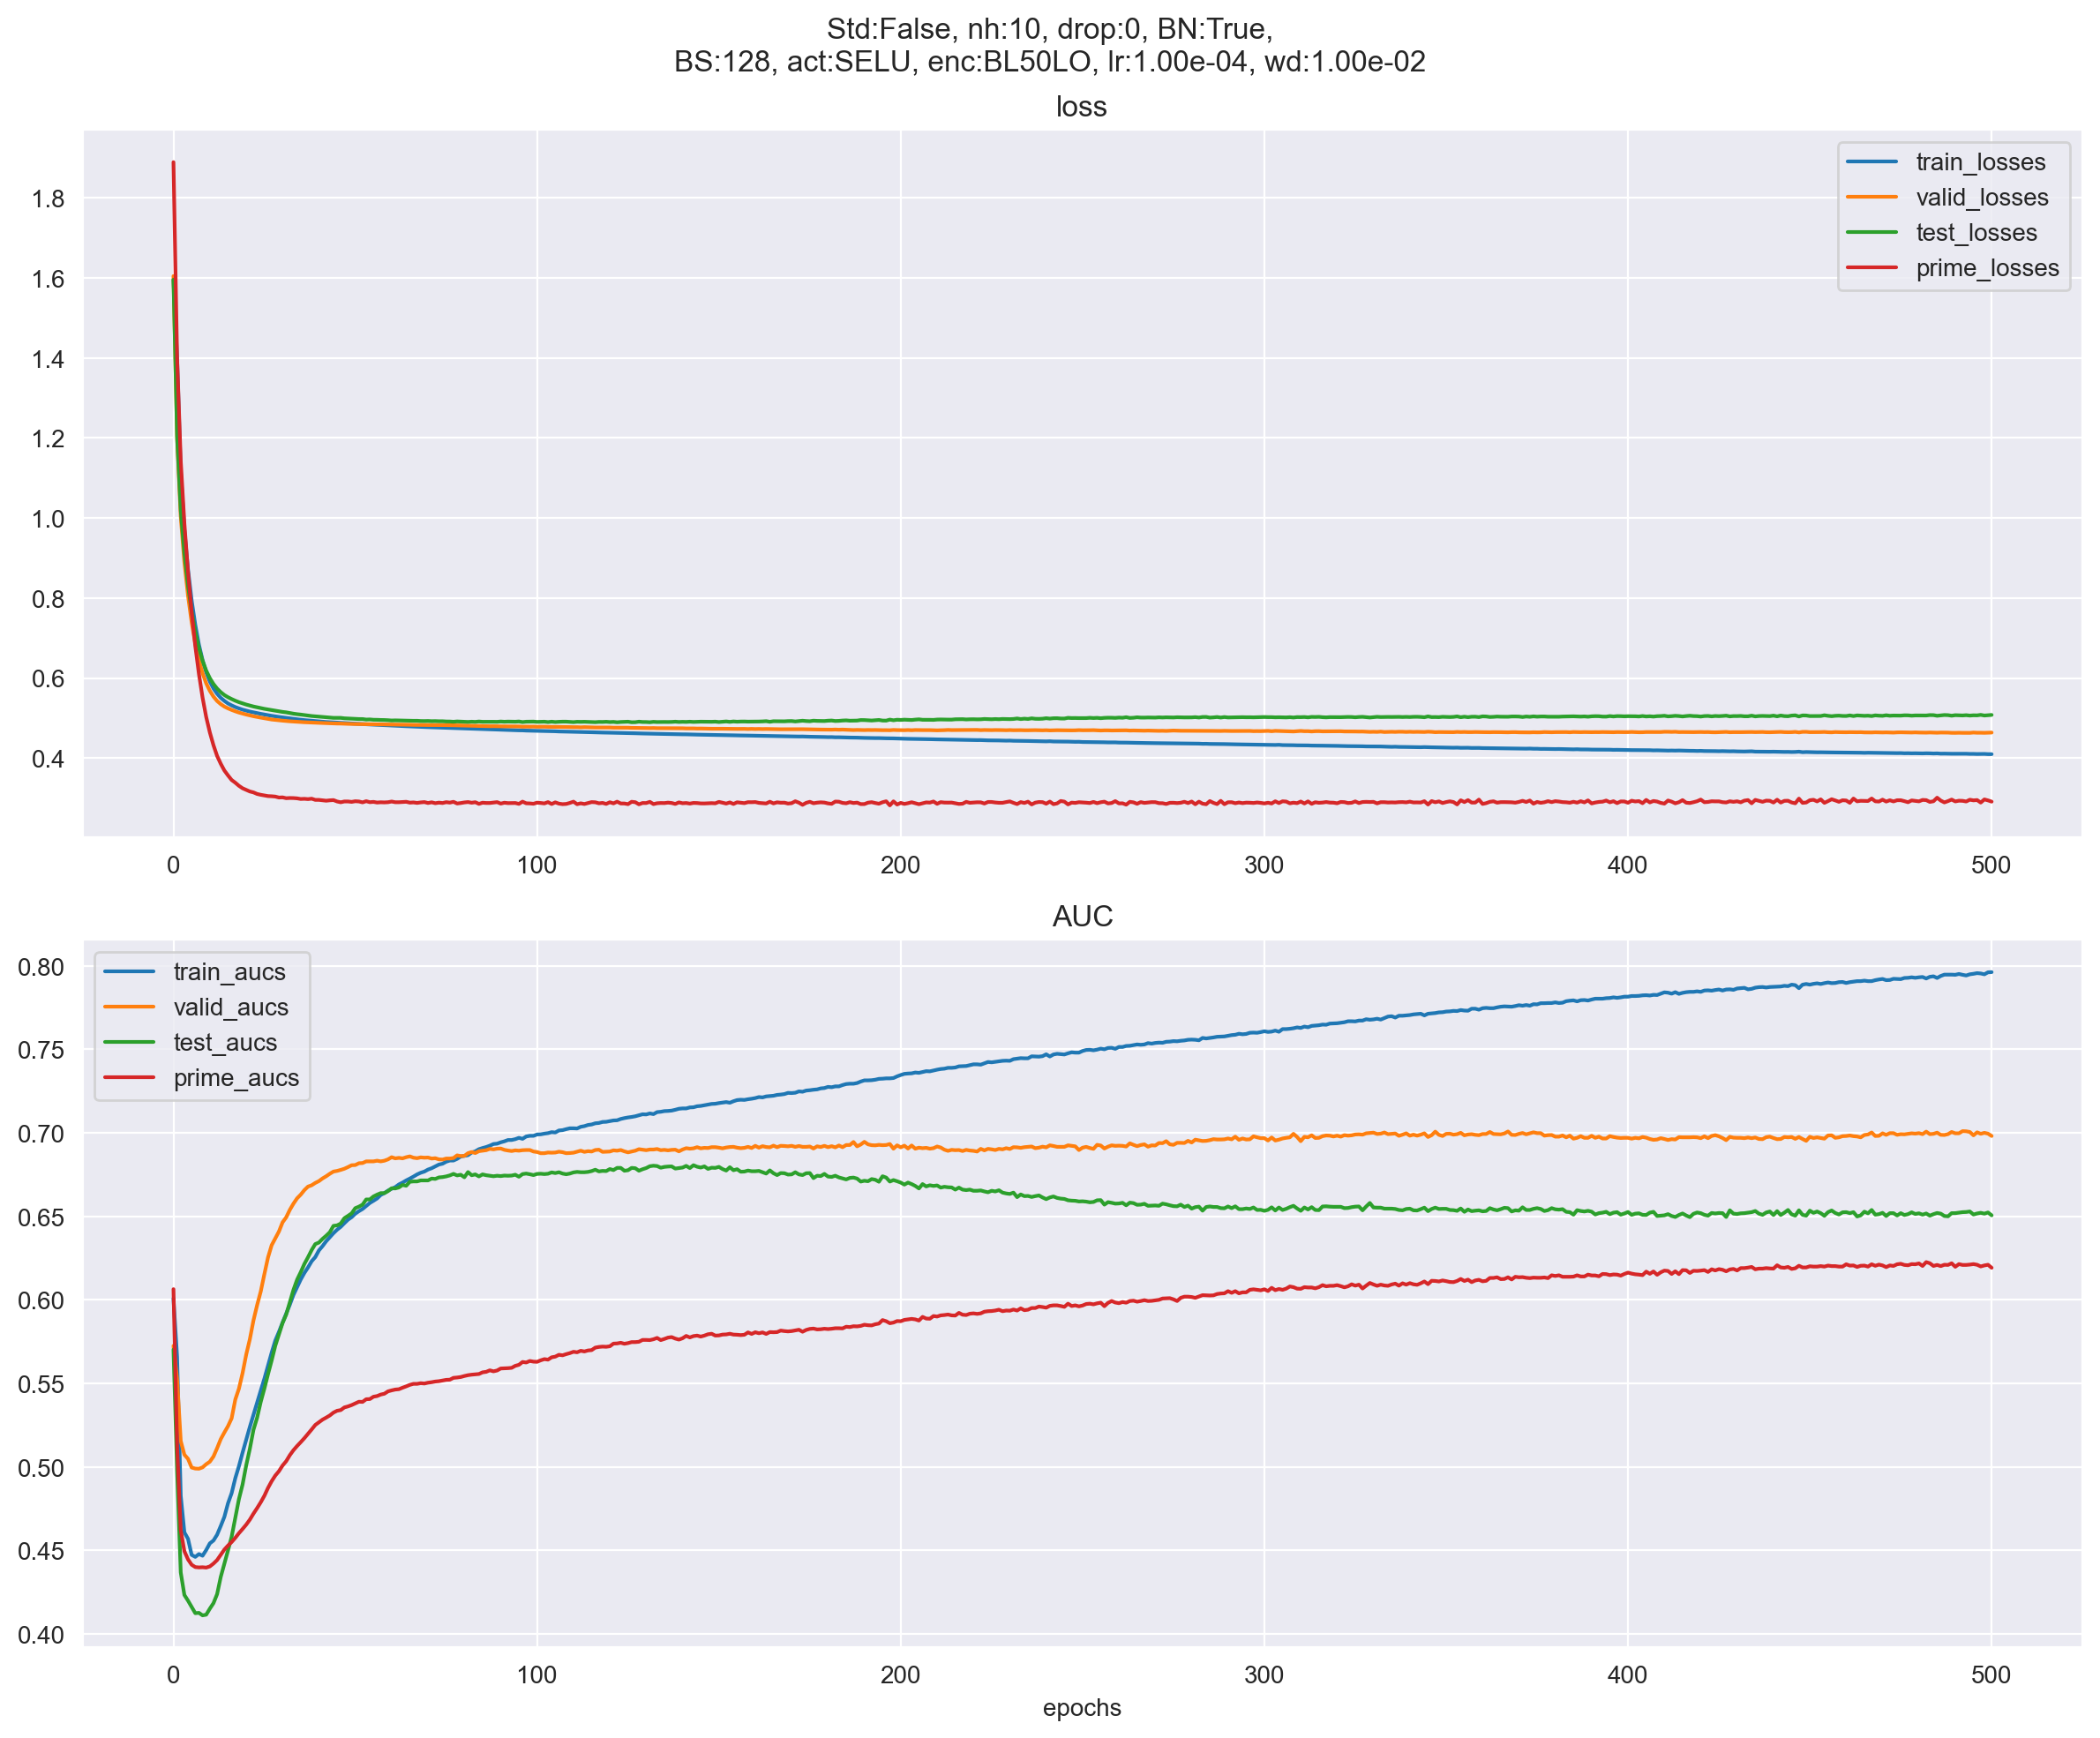 Std:False, nh:10, drop:0, BN:True,
BS:128, act:SELU, enc:BL50LO, lr:1.00e-04, wd:1.00e-02
loss
train_losses
valid_losses
test_losses
prime_losses
1.8
1.6
1.4
1.2
1.0
0.8
0.6
0.4
0 100 200 300 400 500
AUC
train_aucs
valid_aucs
test_aucs
prime_aucs
0.80
0.75
0.70
0.65
0.60
0.55
0.50
0.45
0.40
0 100 200 300 400 500
epochs